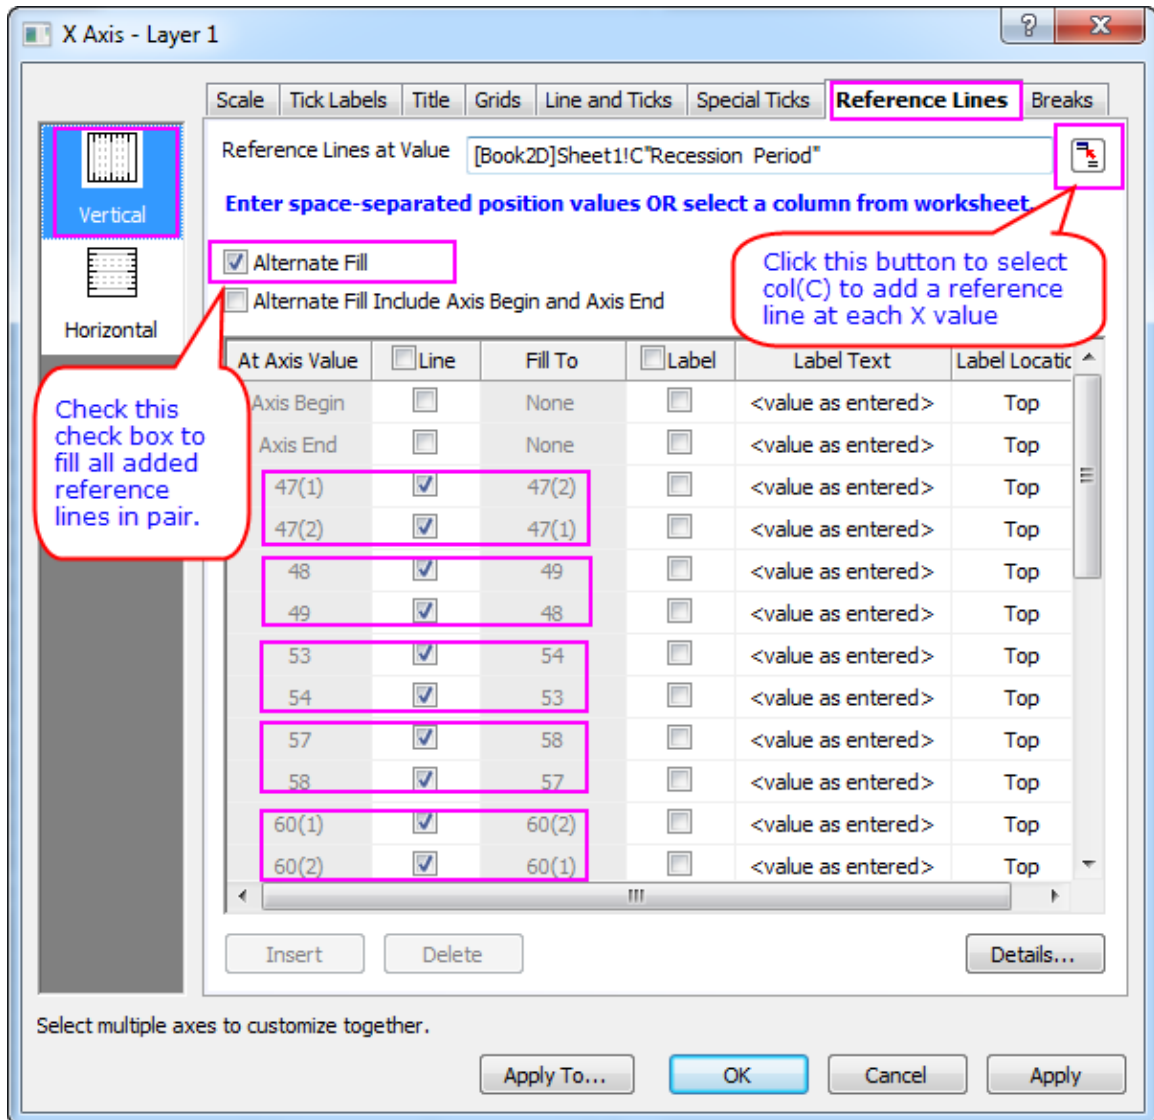 X Axis - Layer 1
Scale Tick Labels Title Grids Line and Ticks Special Ticks Reference Lines Breaks
Vertical
Horizontal
Reference Lines at Value [Book2D]Sheet1!C"Recession Period"
Enter space-separated position values OR select a column from worksheet.
Alternate Fill
Alternate Fill Include Axis Begin and Axis End
Click this button to select
col(C) to add a reference
line at each X value
Check this
check box to
fill all added
reference
lines in pair.
At Axis Value Line Fill To Label Label Text Label Locatic
Axis Begin None <value as entered> Top
Axis End None <value as entered> Top
47(1) 47(2) <value as entered> Top
47(2) 47(1) <value as entered> Top
48 49 <value as entered> Top
49 48 <value as entered> Top
53 54 <value as entered> Top
54 53 <value as entered> Top
57 58 <value as entered> Top
58 57 <value as entered> Top
60(1) 60(2) <value as entered> Top
60(2) 60(1) <value as entered> Top
Insert Delete Details...
Select multiple axes to customize together.
Apply To... OK Cancel Apply